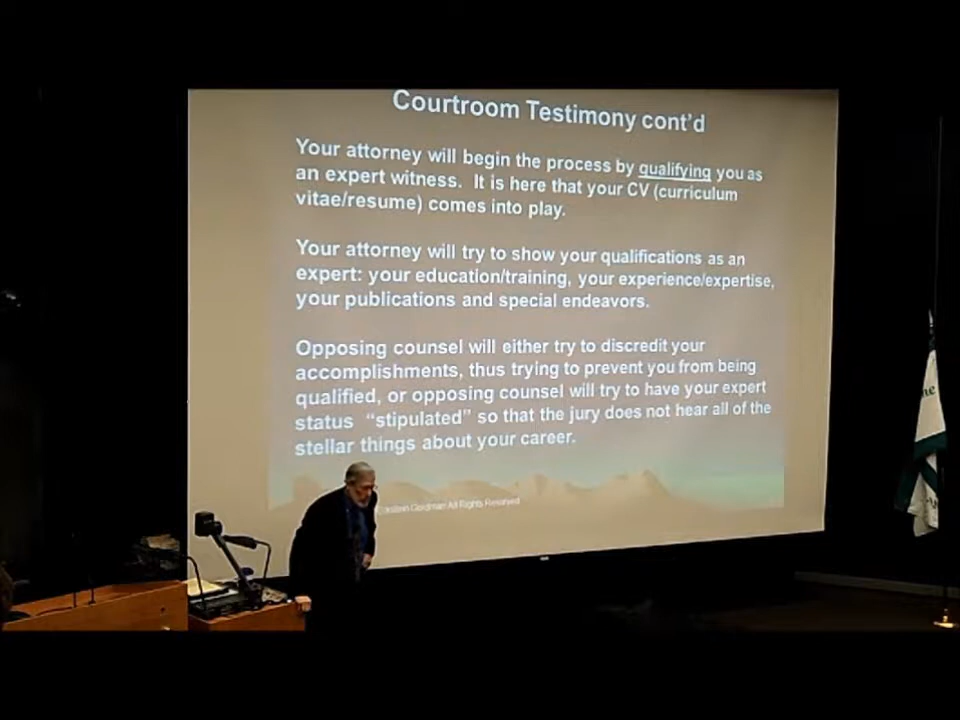 Courtroom Testimony cont'd
Your attorney will begin the process by qualifying you as
an expert witness. It is here that your CV (curriculum
vitae/resume) comes into play.
Your attorney will try to show your qualifications as an
expert: your education/training, your experience/expertise,
your publications and special endeavors.
Opposing counsel will either try to discredit your
accomplishments, thus trying to prevent you from being
qualified, or opposing counsel will try to have your expert
status "stipulated" so that the jury does not hear all of the
stellar things about your career.
All Rights Reserved